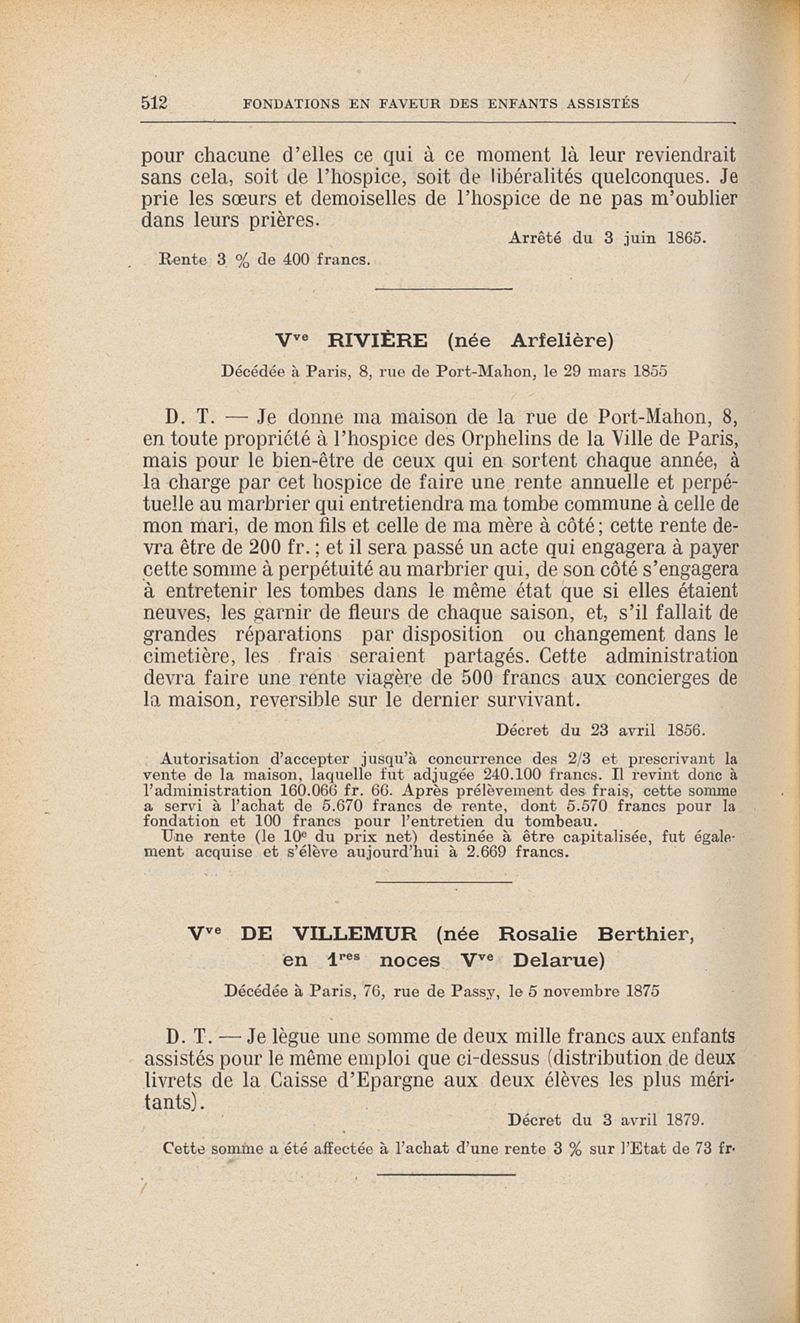 512 FONDATIONS EN FAVEUR DES ENFANTS ASSISTÉS
pour chacune d'elles ce qui à ce moment là leur reviendrait
sans cela, soit de l'hospice, soit de libéralités quelconques. Je
prie les sœurs et demoiselles de l'hospice de ne pas m'oublier
dans leurs prières.
Arrêté du 3 juin 1865.
Rente 3 % de 400 francs.
Vve RIVIÈRE (née Arfelière)
Décédée à Paris, 8, rue de Port-Mahon, le 29 mars 1855
D. T. — Je donne ma maison de la rue de Port-Mahon, 8,
en toute propriété à l'hospice des Orphelins de la Ville de Paris,
mais pour le bien-être de ceux qui en sortent chaque année, à
la charge par cet hospice de faire une rente annuelle et perpé-
tuelle au marbrier qui entretiendra ma tombe commune à celle de
mon mari, de mon fils et celle de ma mère à côté; cette rente de-
vra être de 200 fr. ; et il sera passé un acte qui engagera à payer
cette somme à perpétuité au marbrier qui, de son côté s'engagera
à entretenir les tombes dans le même état que si elles étaient
neuves, les garnir de fleurs de chaque saison, et, s'il fallait de
grandes réparations par disposition ou changement dans le
cimetière, les frais seraient partagés. Cette administration
devra faire une rente viagère de 500 francs aux concierges de
la maison, reversible sur le dernier survivant.
Décret du 23 avril 1856.
Autorisation d'accepter jusqu'à concurrence des 2/3 et prescrivant la
vente de la maison, laquelle fut adjugée 240.100 francs. Il revint donc à
l'administration 160.066 fr. 66. Après prélèvement des frais, cette somme
a servi à l'achat de 5.670 francs de rente, dont 5.570 francs pour la
fondation et 100 francs pour l'entretien du tombeau.
Une rente (le 10e du prix net) destinée à être capitalisée, fut égale-
ment acquise et s'élève aujourd'hui à 2.669 francs.
Vve DE VILLEMUR (née Rosalie Berthier,
en 1res noces Vve Delarue)
Décédée à Paris, 76, rue de Passy, le 5 novembre 1875
D. T. — Je lègue une somme de deux mille francs aux enfants
assistés pour le même emploi que ci-dessus (distribution de deux
livrets de la Caisse d'Epargne aux deux élèves les plus méri-
tants).
Décret du 3 avril 1879.
Cette somme a été affectée à l'achat d'une rente 3 % sur l'Etat de 73 fr.